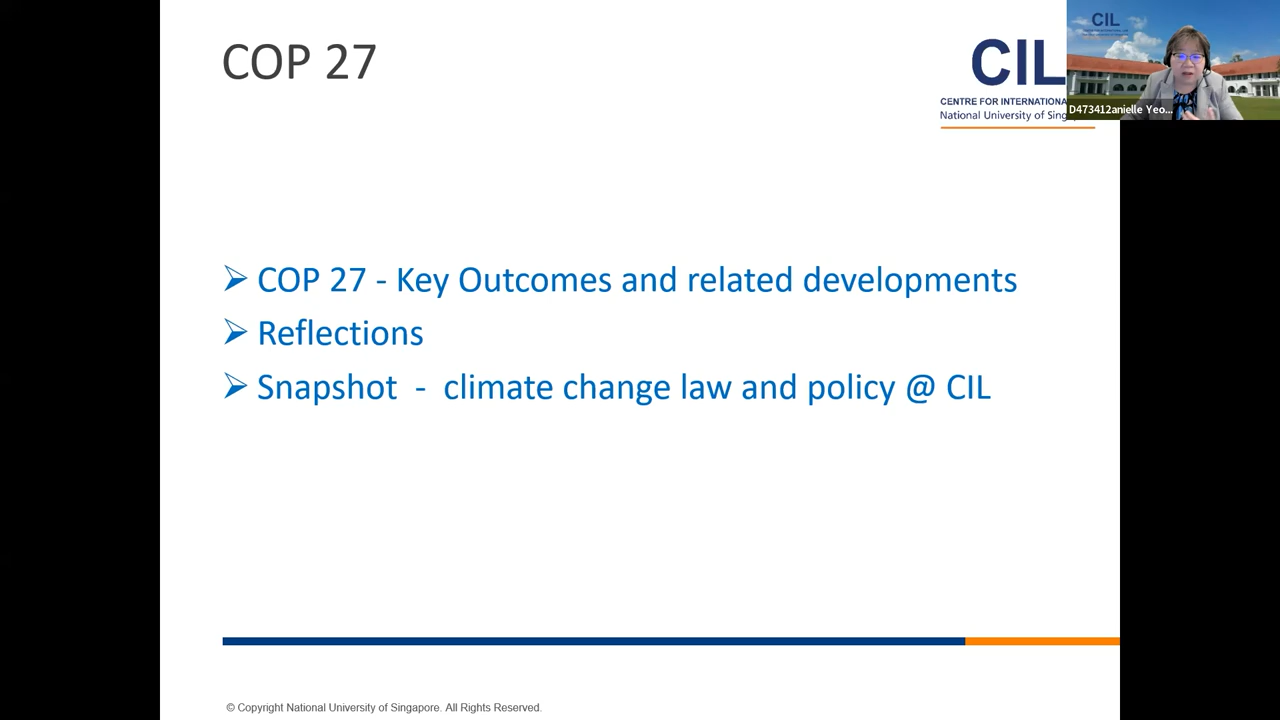 COP 27
CIL
CENTRE FOR INTERNATIONA
National University of Sing
CIL
D473412anielle Yeo...
➢ COP 27 - Key Outcomes and related developments
➢ Reflections
➢ Snapshot - climate change law and policy @ CIL
© Copyright National University of Singapore. All Rights Reserved.